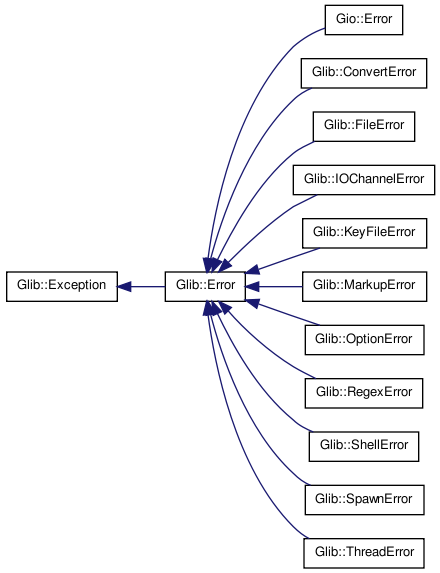 Gio::Error
Glib::ConvertError
Glib::FileError
Glib::IOChannelError
Glib::KeyFileError
Glib::Exception
Glib::Error
Glib::MarkupError
Glib::OptionError
Glib::RegexError
Glib::ShellError
Glib::SpawnError
Glib::ThreadError